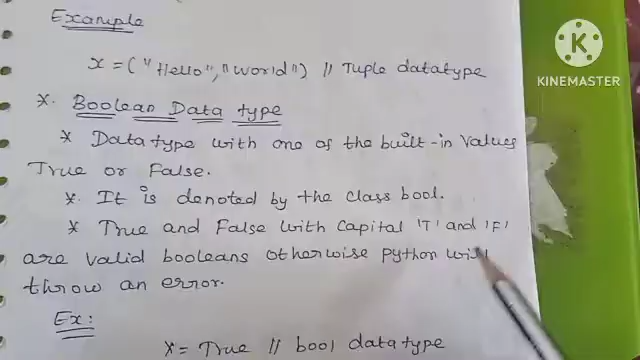 Example
x = ("Hello", "World") // Tuple datatype
KINEMASTER
*. Boolean Data type
* Data type with one of the built-in values
True or False.
*. It is denoted by the class bool.
* True and False with capital 'T' and 'F'
are valid booleans otherwise python will
throw an error.
Ex:
x = True // bool datatype